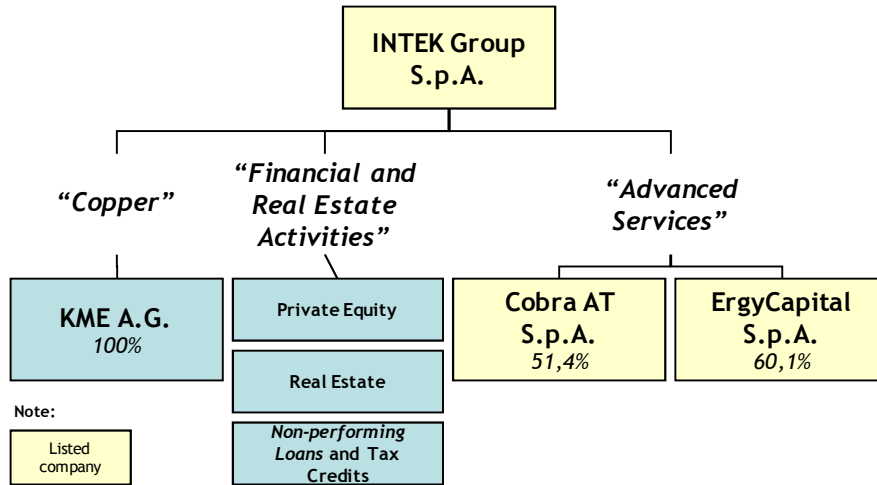 INTEK Group
S.p.A.
“Copper”
“Financial and
Real Estate
Activities”
“Advanced
Services”
KME A.G.
100%
Private Equity
Real Estate
Non-performing
Loans and Tax
Credits
Cobra AT
S.p.A.
51,4%
ErgyCapital
S.p.A.
60,1%
Note:
Listed
company